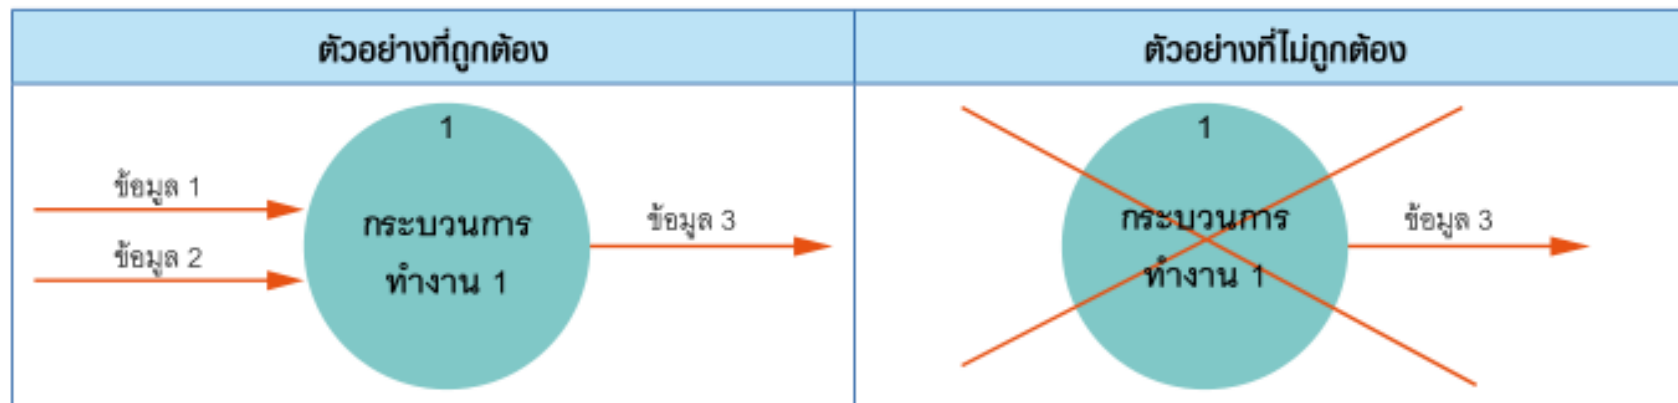 ตัวอย่างที่ถูกต้อง
ตัวอย่างที่ไม่ถูกต้อง
1
ข้อมูล 1
ข้อมูล 2
กระบวนการ
ทำงาน 1
ข้อมูล 3
1
กระบวนการ
ทำงาน 1
ข้อมูล 3